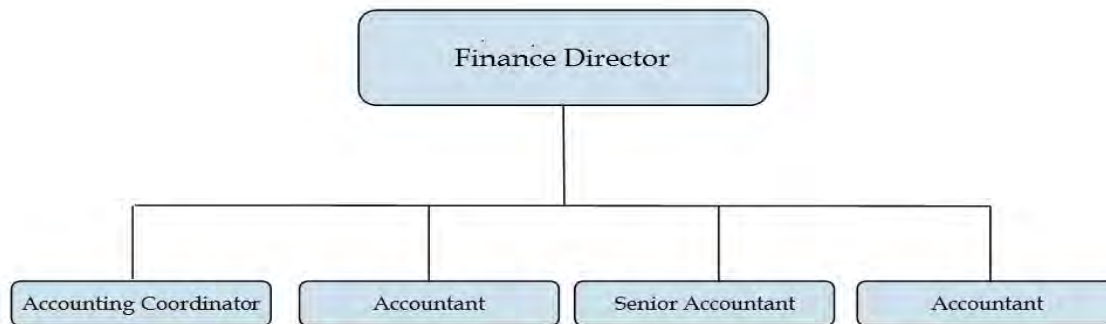 Finance Director
Accounting Coordinator
Accountant
Senior Accountant
Accountant